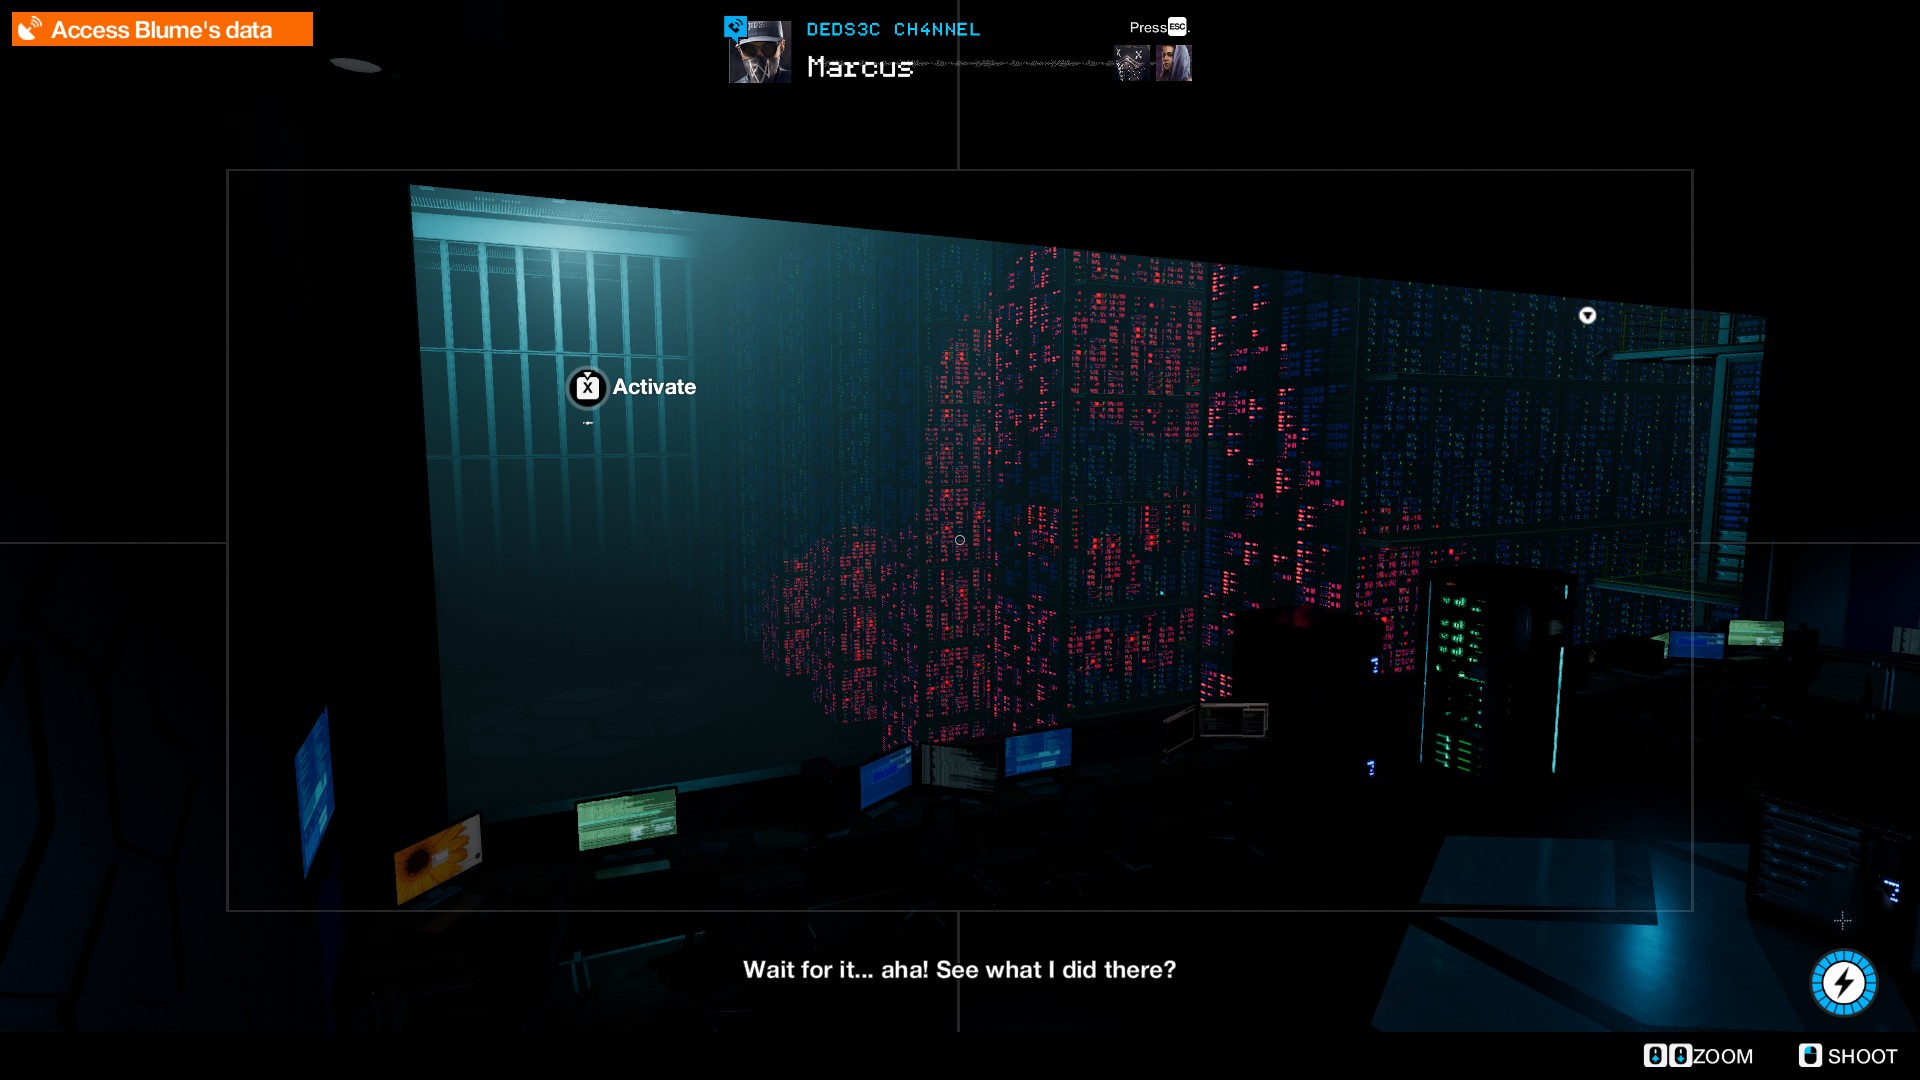 Access Blume's data
DEDS3C CH4NNEL
Marcus
Press ESC.
X Activate
Wait for it... aha! See what I did there?
ZOOM
SHOOT